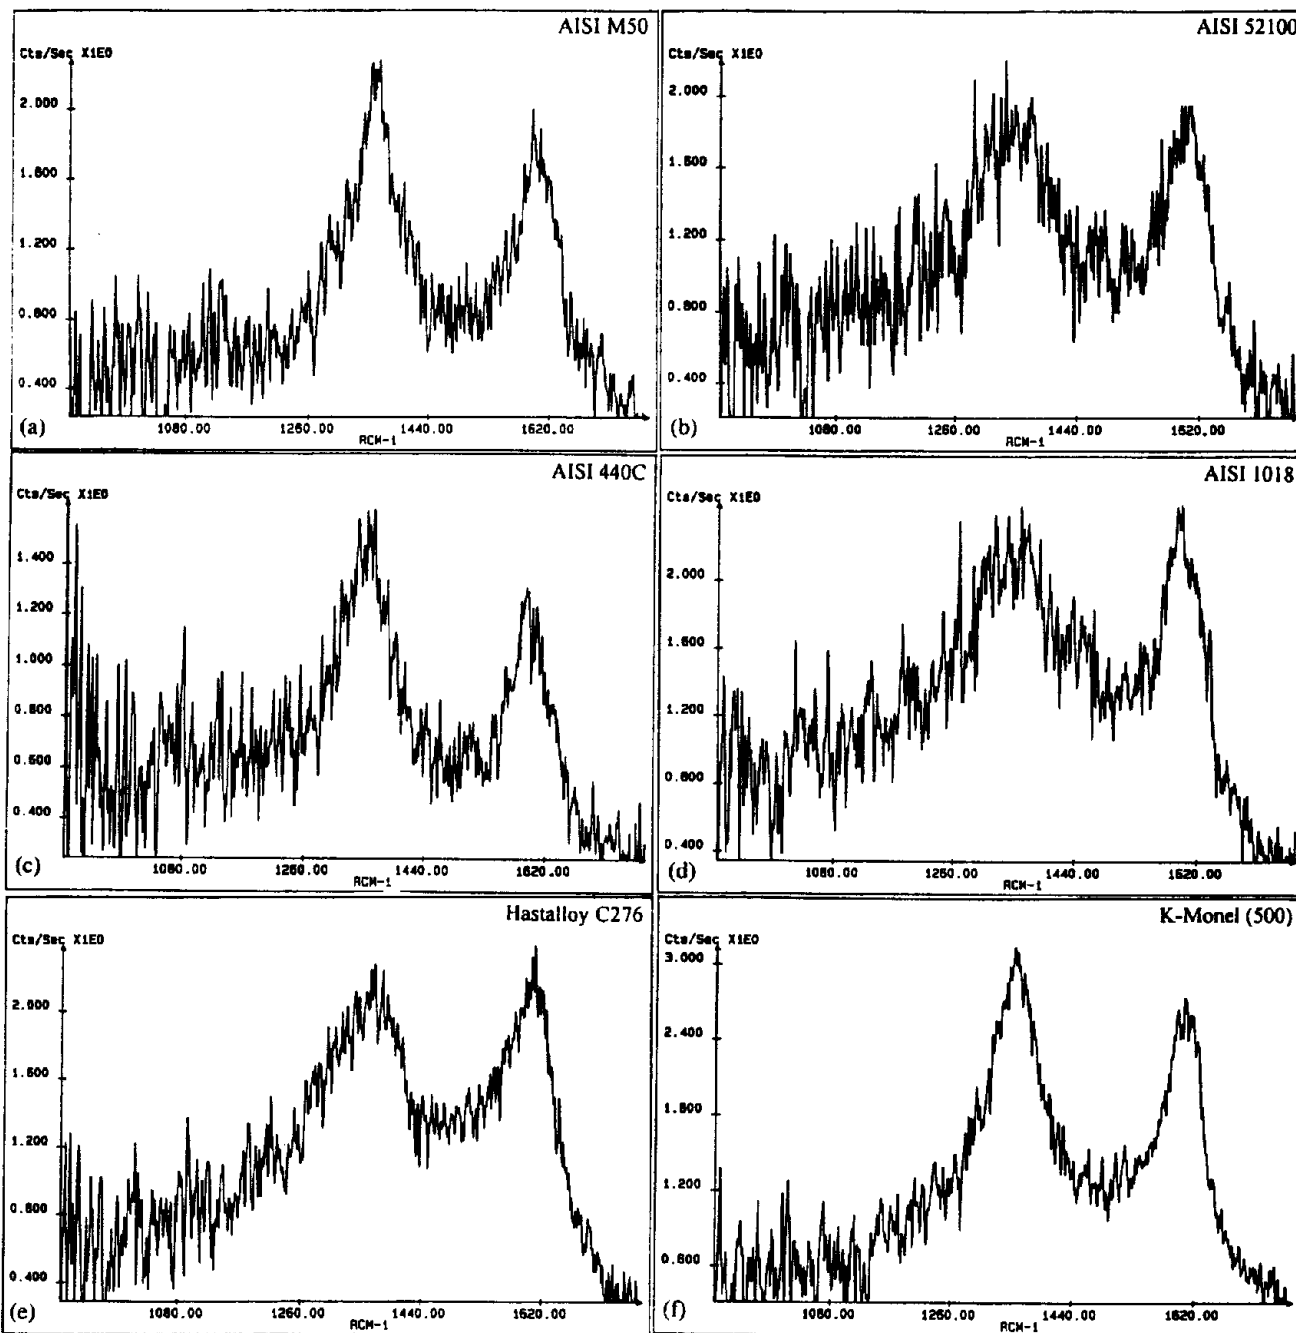 AISI M50
Cts/Sec X1E0
2.000
1.600
1.200
0.800
0.400
(a)
1080.00 1260.00 1440.00 1620.00
RCM-1
AISI 52100
Cts/Sec X1E0
2.000
1.600
1.200
0.800
0.400
(b)
1080.00 1260.00 1440.00 1620.00
RCM-1
AISI 440C
Cts/Sec X1E0
1.400
1.200
1.000
0.800
0.600
0.400
(c)
1080.00 1260.00 1440.00 1620.00
RCM-1
AISI 1018
Cts/Sec X1E0
2.000
1.600
1.200
0.800
0.400
(d)
1080.00 1260.00 1440.00 1620.00
RCM-1
Hastalloy C276
Cts/Sec X1E0
2.000
1.600
1.200
0.800
0.400
(e)
1080.00 1260.00 1440.00 1620.00
RCM-1
K-Monel (500)
Cts/Sec X1E0
3.000
2.400
1.800
1.200
0.600
(f)
1080.00 1260.00 1440.00 1620.00
RCM-1